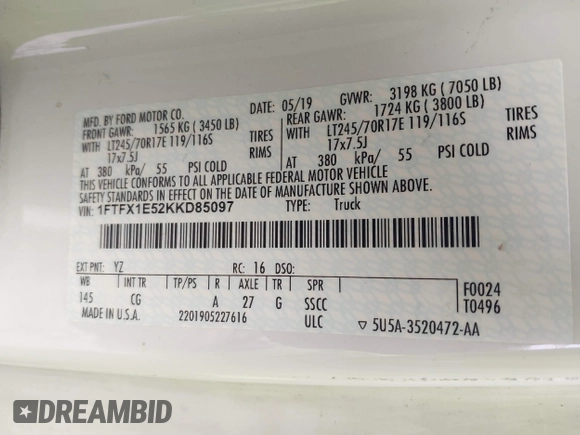 MFD. BY FORD MOTOR CO.
DATE: 05/19 GVWR: 3198 KG ( 7050 LB)
FRONT GAWR: 1565 KG ( 3450 LB) REAR GAWR: 1724 KG ( 3800 LB)
WITH LT245/70R17E 119/116S TIRES WITH LT245/70R17E 119/116S TIRES
17x7.5J RIMS 17x7.5J RIMS
AT 380 kPa/ 55 PSI COLD AT 380 kPa/ 55 PSI COLD
THIS VEHICLE CONFORMS TO ALL APPLICABLE FEDERAL MOTOR VEHICLE
SAFETY STANDARDS IN EFFECT ON THE DATE OF MANUFACTURE SHOWN ABOVE.
VIN: 1FTFX1E52KKD85097 TYPE: Truck
EXT PNT: YZ RC: 16 DSO:
WB INT TR TP/PS R AXLE TR SPR F0024
145 CG A 27 G SSCC T0496
MADE IN U.S.A. 2201905227616 ULC ▽ 5U5A-3520472-AA
DREAMBID